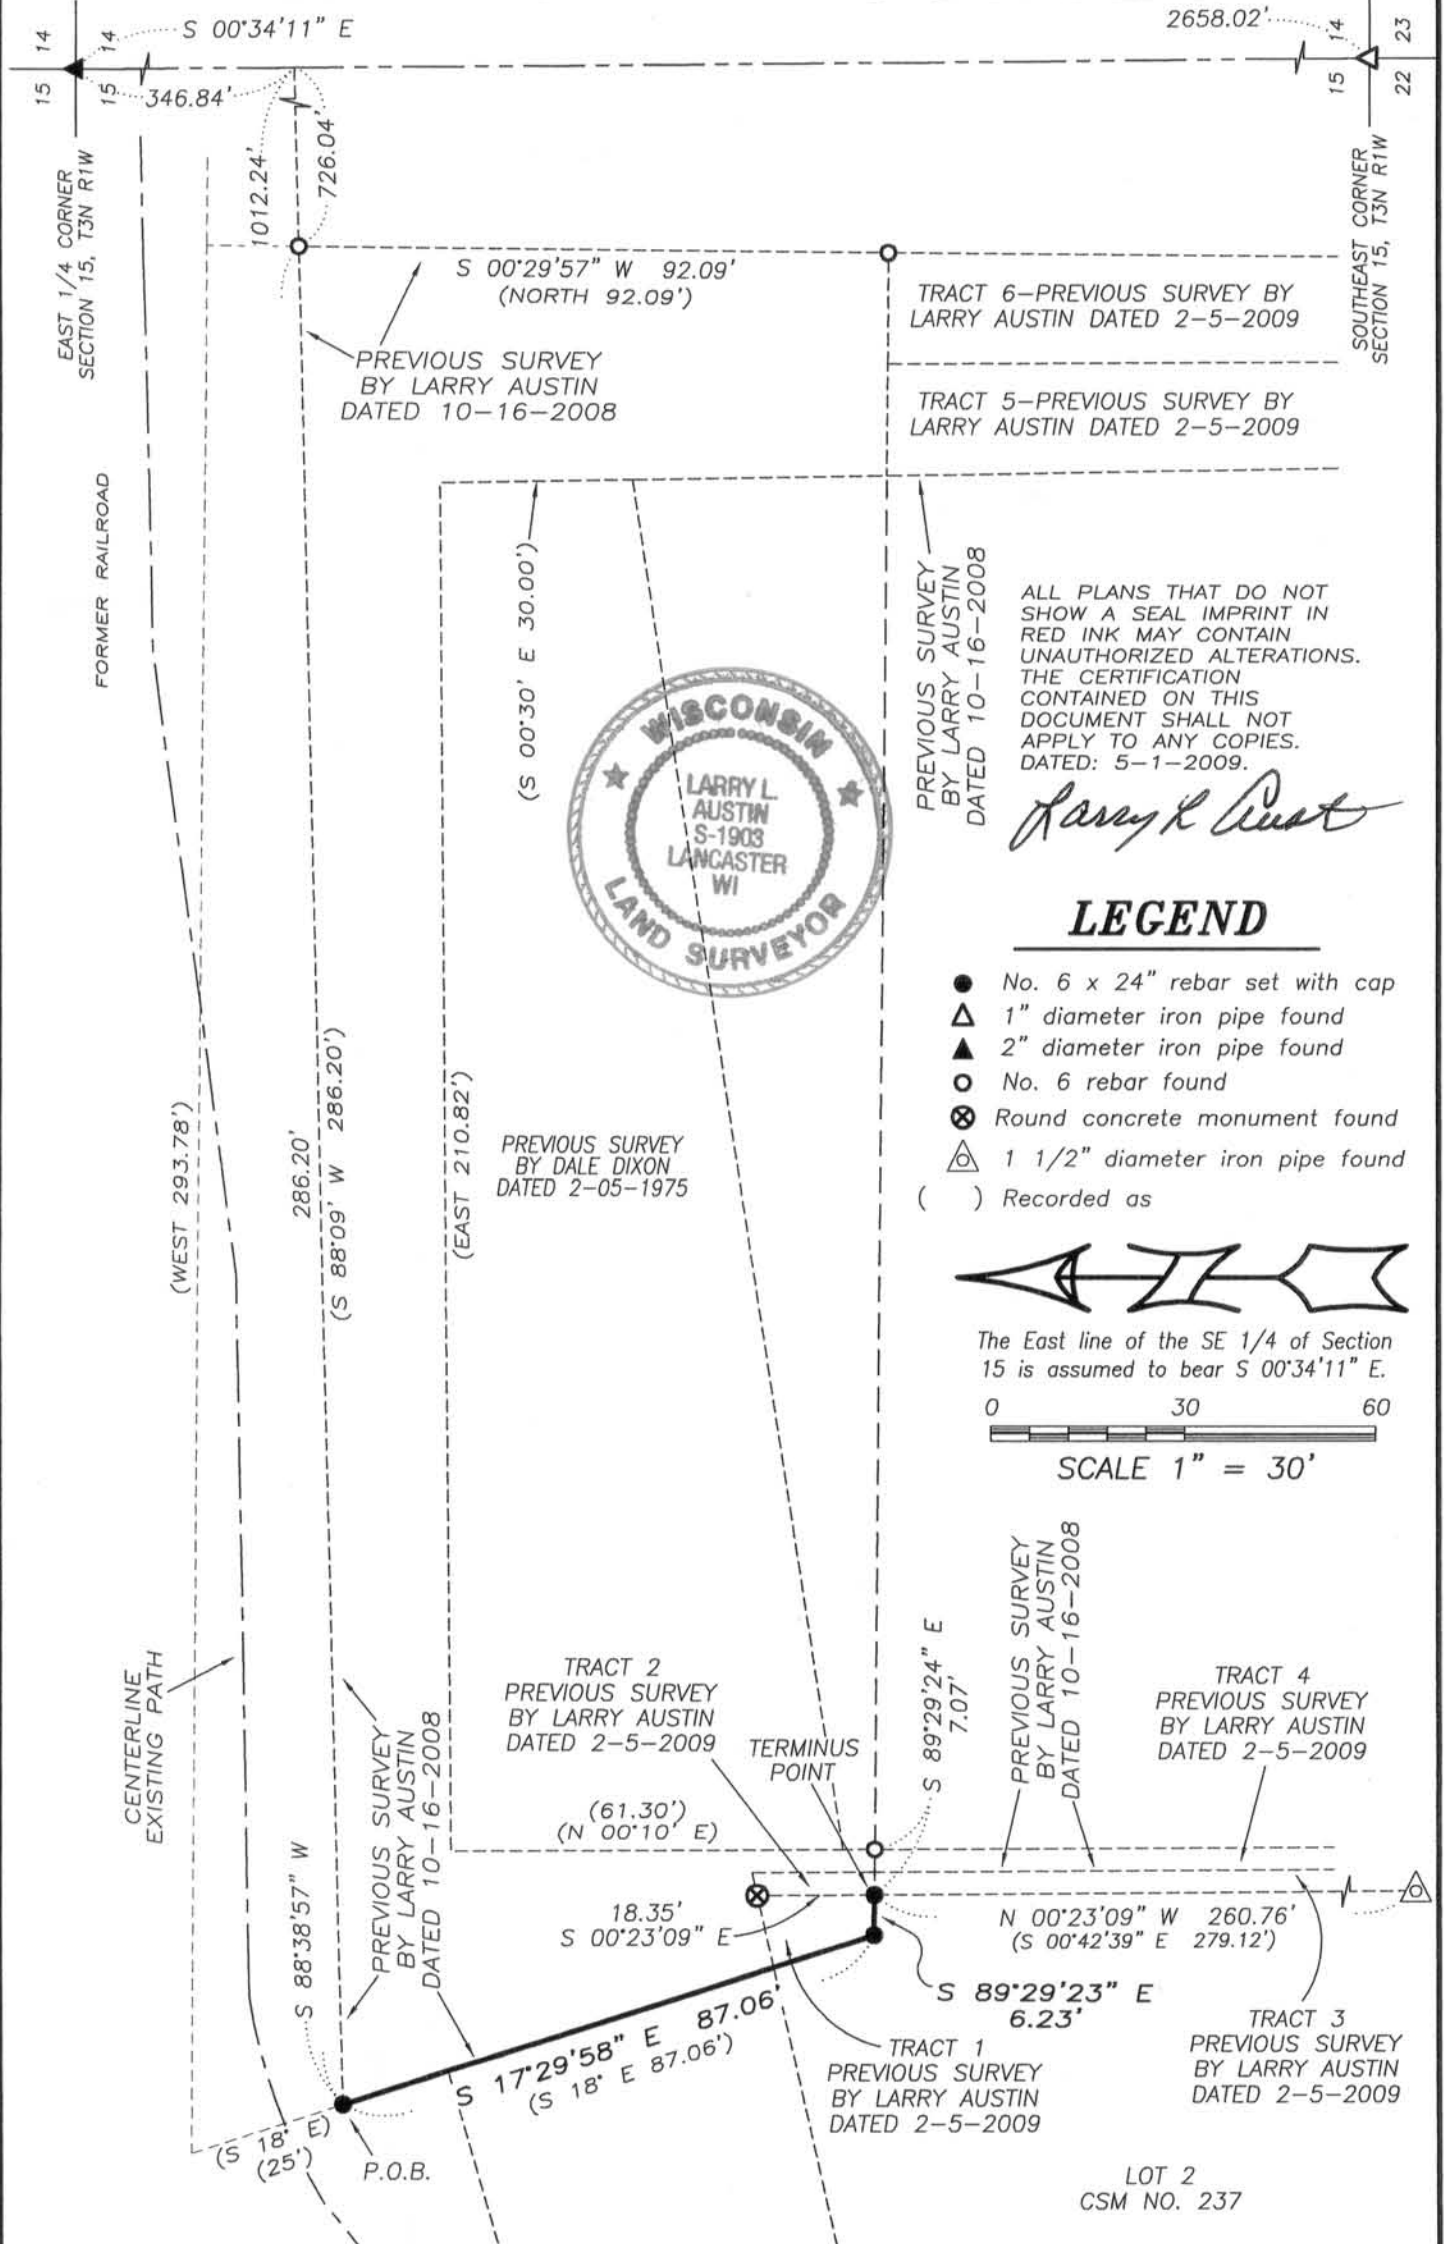 S 00°34'11" E
2658.02'
14
14
15
15
14
23
15
22
346.84'
1012.24'
726.04'
EAST 1/4 CORNER
SECTION 15, T3N R1W
SOUTHEAST CORNER
SECTION 15, T3N R1W
S 00°29'57" W 92.09'
(NORTH 92.09')
TRACT 6-PREVIOUS SURVEY BY
LARRY AUSTIN DATED 2-5-2009
PREVIOUS SURVEY
BY LARRY AUSTIN
DATED 10-16-2008
TRACT 5-PREVIOUS SURVEY BY
LARRY AUSTIN DATED 2-5-2009
FORMER RAILROAD
(S 00°30' E 30.00')
PREVIOUS SURVEY
BY LARRY AUSTIN
DATED 10-16-2008
ALL PLANS THAT DO NOT
SHOW A SEAL IMPRINT IN
RED INK MAY CONTAIN
UNAUTHORIZED ALTERATIONS.
THE CERTIFICATION
CONTAINED ON THIS
DOCUMENT SHALL NOT
APPLY TO ANY COPIES.
DATED: 5-1-2009.
Larry L Aust
WISCONSIN
LARRY L.
AUSTIN
S-1903
LANCASTER
WI
LAND SURVEYOR
LEGEND
No. 6 x 24" rebar set with cap
1" diameter iron pipe found
2" diameter iron pipe found
No. 6 rebar found
Round concrete monument found
1 1/2" diameter iron pipe found
( ) Recorded as
(WEST 293.78')
286.20'
(S 88°09' W 286.20')
(EAST 210.82')
PREVIOUS SURVEY
BY DALE DIXON
DATED 2-05-1975
N
The East line of the SE 1/4 of Section
15 is assumed to bear S 00°34'11" E.
0 30 60
SCALE 1" = 30'
CENTERLINE
EXISTING PATH
S 88°38'57" W
PREVIOUS SURVEY
BY LARRY AUSTIN
DATED 10-16-2008
TRACT 2
PREVIOUS SURVEY
BY LARRY AUSTIN
DATED 2-5-2009
TERMINUS
POINT
S 89°29'24" E
7.07'
PREVIOUS SURVEY
BY LARRY AUSTIN
DATED 10-16-2008
TRACT 4
PREVIOUS SURVEY
BY LARRY AUSTIN
DATED 2-5-2009
(61.30')
(N 00°10' E)
18.35'
S 00°23'09" E
N 00°23'09" W 260.76'
(S 00°42'39" E 279.12')
S 89°29'23" E
6.23'
S 17°29'58" E 87.06'
(S 18° E 87.06')
TRACT 1
PREVIOUS SURVEY
BY LARRY AUSTIN
DATED 2-5-2009
TRACT 3
PREVIOUS SURVEY
BY LARRY AUSTIN
DATED 2-5-2009
(S 18° E)
(25')
P.O.B.
LOT 2
CSM NO. 237